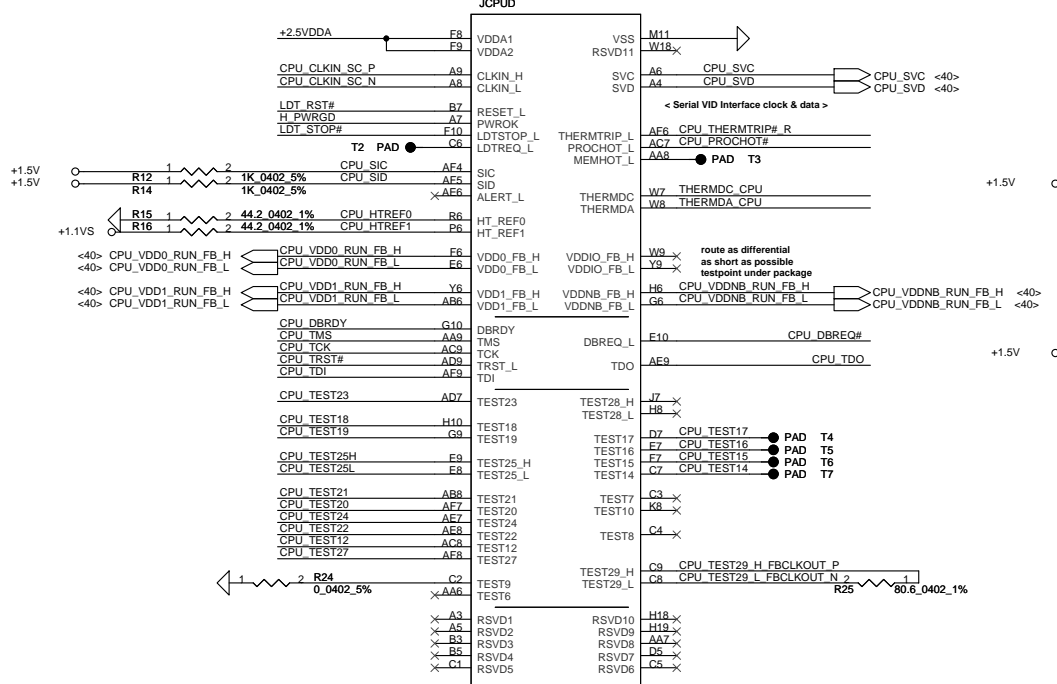 JCPUD
+2.5VDDA F8 VDDA1 VSS M11
F9 VDDA2 RSVD11 W18
CPU_CLKIN_SC_P A9 CLKIN_H SVC A6 CPU_SVC CPU_SVC <40>
CPU_CLKIN_SC_N A8 CLKIN_L SVD A4 CPU_SVD CPU_SVD <40>
< Serial VID Interface clock & data >
LDT_RST# B7 RESET_L
H_PWRGD A7 PWROK
LDT_STOP# F10 LDTSTOP_L THERMTRIP_L AF6 CPU_THERMTRIP#_R
T2 PAD C6 LDTREQ_L PROCHOT_L AC7 CPU_PROCHOT#
MEMHOT_L AA8 PAD T3
+1.5V R12 1 2 1K_0402_5% CPU_SIC AF4 SIC
+1.5V R14 1 2 1K_0402_5% CPU_SID AF5 SID
+1.5V
AE6 ALERT_L THERMDC W7 THERMDC_CPU
THERMDA W8 THERMDA_CPU
R15 1 2 44.2_0402_1% CPU_HTREF0 R6 HT_REF0
+1.1VS R16 1 2 44.2_0402_1% CPU_HTREF1 P6 HT_REF1
<40> CPU_VDD0_RUN_FB_H CPU_VDD0_RUN_FB_H F6 VDD0_FB_H VDDIO_FB_H W9
<40> CPU_VDD0_RUN_FB_L CPU_VDD0_RUN_FB_L E6 VDD0_FB_L VDDIO_FB_L Y9
route as differential
as short as possible
testpoint under package
<40> CPU_VDD1_RUN_FB_H CPU_VDD1_RUN_FB_H Y6 VDD1_FB_H VDDNB_FB_H H6 CPU_VDDNB_RUN_FB_H CPU_VDDNB_RUN_FB_H <40>
<40> CPU_VDD1_RUN_FB_L CPU_VDD1_RUN_FB_L AB6 VDD1_FB_L VDDNB_FB_L G6 CPU_VDDNB_RUN_FB_L CPU_VDDNB_RUN_FB_L <40>
CPU_DBRDY G10 DBRDY
CPU_TMS AA9 TMS DBREQ_L E10 CPU_DBREQ#
CPU_TCK AC9 TCK
+1.5V
CPU_TRST# AD9 TRST_L TDO AE9 CPU_TDO
CPU_TDI AF9 TDI
CPU_TEST23 AD7 TEST23 TEST28_H J7
TEST28_L H8
CPU_TEST18 H10 TEST18
CPU_TEST19 G9 TEST19 TEST17 D7 CPU_TEST17 PAD T4
TEST16 E7 CPU_TEST16 PAD T5
CPU_TEST25H E9 TEST25_H TEST15 F7 CPU_TEST15 PAD T6
CPU_TEST25L E8 TEST25_L TEST14 C7 CPU_TEST14 PAD T7
CPU_TEST21 AB8 TEST21 TEST7 C3
CPU_TEST20 AF7 TEST20 TEST10 K8
CPU_TEST24 AE7 TEST24
CPU_TEST22 AE8 TEST22 TEST8 C4
CPU_TEST12 AC8 TEST12
CPU_TEST27 AF8 TEST27
TEST29_H C9 CPU_TEST29_H_FBCLKOUT_P
1 2 R24 0_0402_5% C2 TEST9 TEST29_L C8 CPU_TEST29_L_FBCLKOUT_N 2 1 R25 80.6_0402_1%
AA6 TEST6
A3 RSVD1 RSVD10 H18
A5 RSVD2 RSVD9 H19
B3 RSVD3 RSVD8 AA7
B5 RSVD4 RSVD7 D5
C1 RSVD5 RSVD6 C5